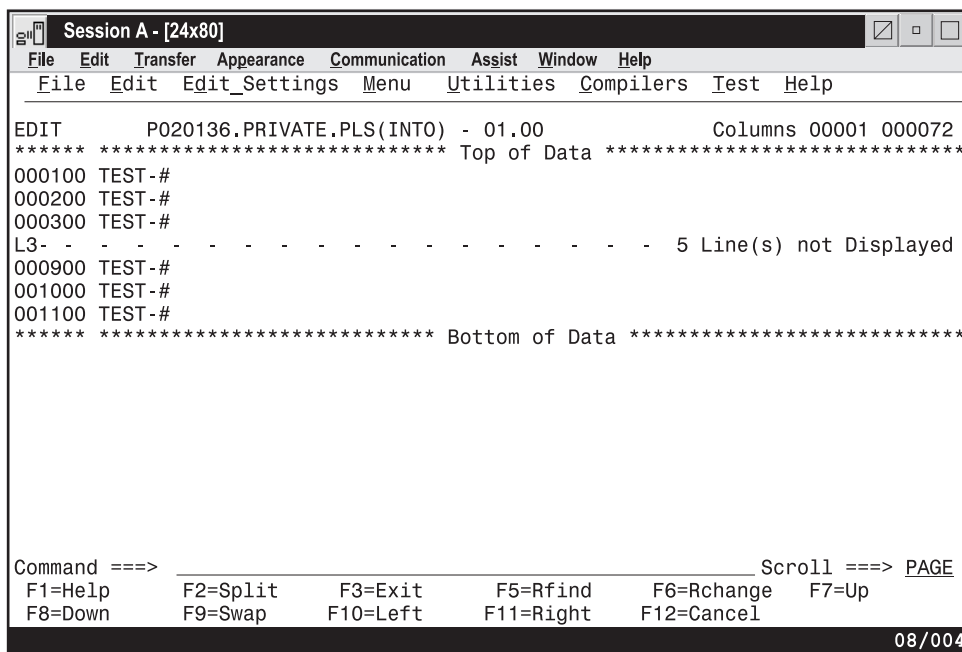 Session A - [24x80]
File Edit Transfer Appearance Communication Assist Window Help
File Edit Edit_Settings Menu Utilities Compilers Test Help
EDIT P020136.PRIVATE.PLS(INTO) - 01.00 Columns 00001 000072
****** ***************************** Top of Data ******************************
000100 TEST-#
000200 TEST-#
000300 TEST-#
L3- - - - - - - - - - - - - - - - - - 5 Line(s) not Displayed
000900 TEST-#
001000 TEST-#
001100 TEST-#
****** **************************** Bottom of Data ****************************
Command ===> Scroll ===> PAGE
F1=Help F2=Split F3=Exit F5=Rfind F6=Rchange F7=Up
F8=Down F9=Swap F10=Left F11=Right F12=Cancel
08/004